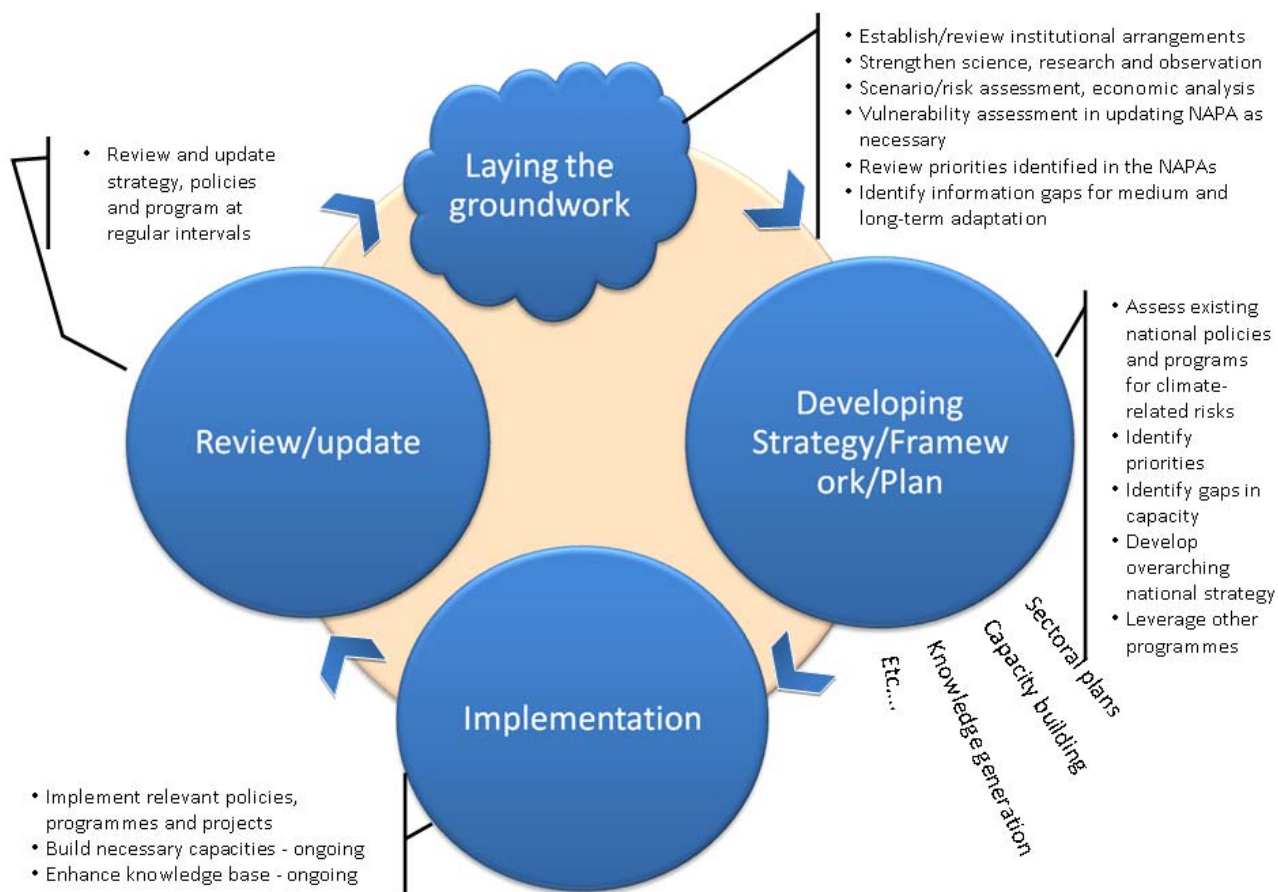 Laying the
groundwork
• Establish/review institutional arrangements
• Strengthen science, research and observation
• Scenario/risk assessment, economic analysis
• Vulnerability assessment in updating NAPA as
necessary
• Review priorities identified in the NAPAs
• Identify information gaps for medium and
long-term adaptation
Developing
Strategy/Framew
ork/Plan
• Assess existing
national policies
and programs
for climate-
related risks
• Identify
priorities
• Identify gaps in
capacity
• Develop
overarching
national strategy
• Leverage other
programmes
Sectoral plans
Capacity building
Knowledge generation
Etc....
Implementation
• Implement relevant policies,
programmes and projects
• Build necessary capacities - ongoing
• Enhance knowledge base - ongoing
Review/update
• Review and update
strategy, policies
and program at
regular intervals